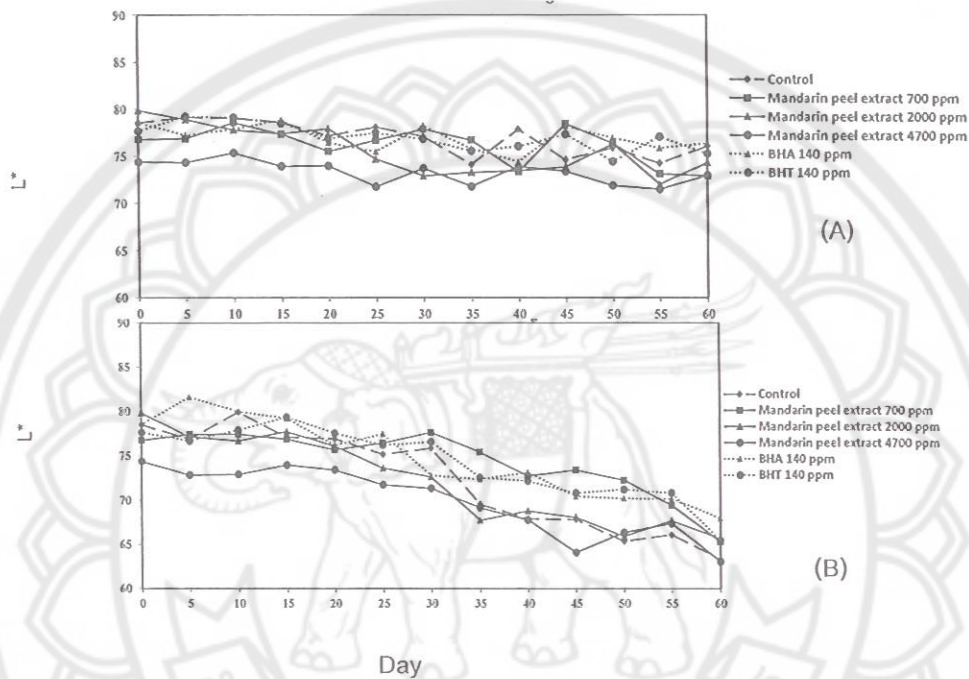 90
85
80
75
70
65
60
L*
0 5 10 15 20 25 30 35 40 45 50 55 60
Control
Mandarin peel extract 700 ppm
Mandarin peel extract 2000 ppm
Mandarin peel extract 4700 ppm
BHA 140 ppm
BHT 140 ppm
(A)
90
85
80
75
70
65
60
L*
0 5 10 15 20 25 30 35 40 45 50 55 60
Control
Mandarin peel extract 700 ppm
Mandarin peel extract 2000 ppm
Mandarin peel extract 4700 ppm
BHA 140 ppm
BHT 140 ppm
(B)
Day